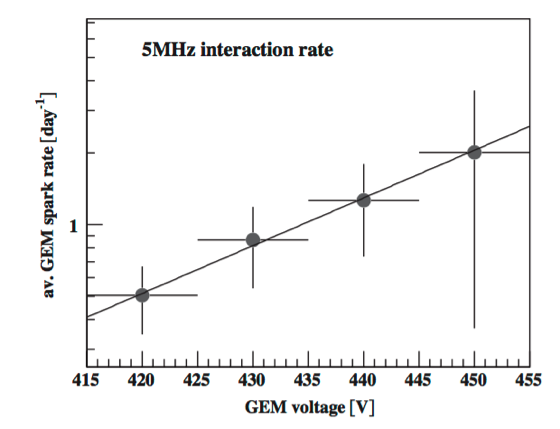 5MHz interaction rate
av. GEM spark rate [day⁻¹]
1
415 420 425 430 435 440 445 450 455
GEM voltage [V]